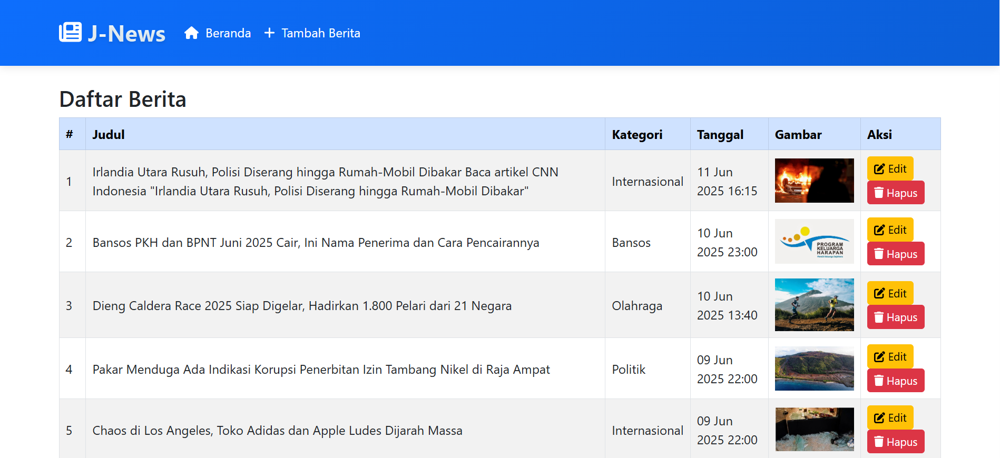 J-News Beranda Tambah Berita
Daftar Berita
# Judul Kategori Tanggal Gambar Aksi
1 Irlandia Utara Rusuh, Polisi Diserang hingga Rumah-Mobil Dibakar Baca artikel CNN
Indonesia "Irlandia Utara Rusuh, Polisi Diserang hingga Rumah-Mobil Dibakar"
Internasional
11 Jun
2025 16:15
Edit
Hapus
2 Bansos PKH dan BPNT Juni 2025 Cair, Ini Nama Penerima dan Cara Pencairannya
Bansos
10 Jun
2025 23:00
PROGRAM
KELUARGA
HARAPAN
Edit
Hapus
3 Dieng Caldera Race 2025 Siap Digelar, Hadirkan 1.800 Pelari dari 21 Negara
Olahraga
10 Jun
2025 13:40
Edit
Hapus
4 Pakar Menduga Ada Indikasi Korupsi Penerbitan Izin Tambang Nikel di Raja Ampat
Politik
09 Jun
2025 22:00
Edit
Hapus
5 Chaos di Los Angeles, Toko Adidas dan Apple Ludes Dijarah Massa
Internasional
09 Jun
2025 22:00
Edit
Hapus